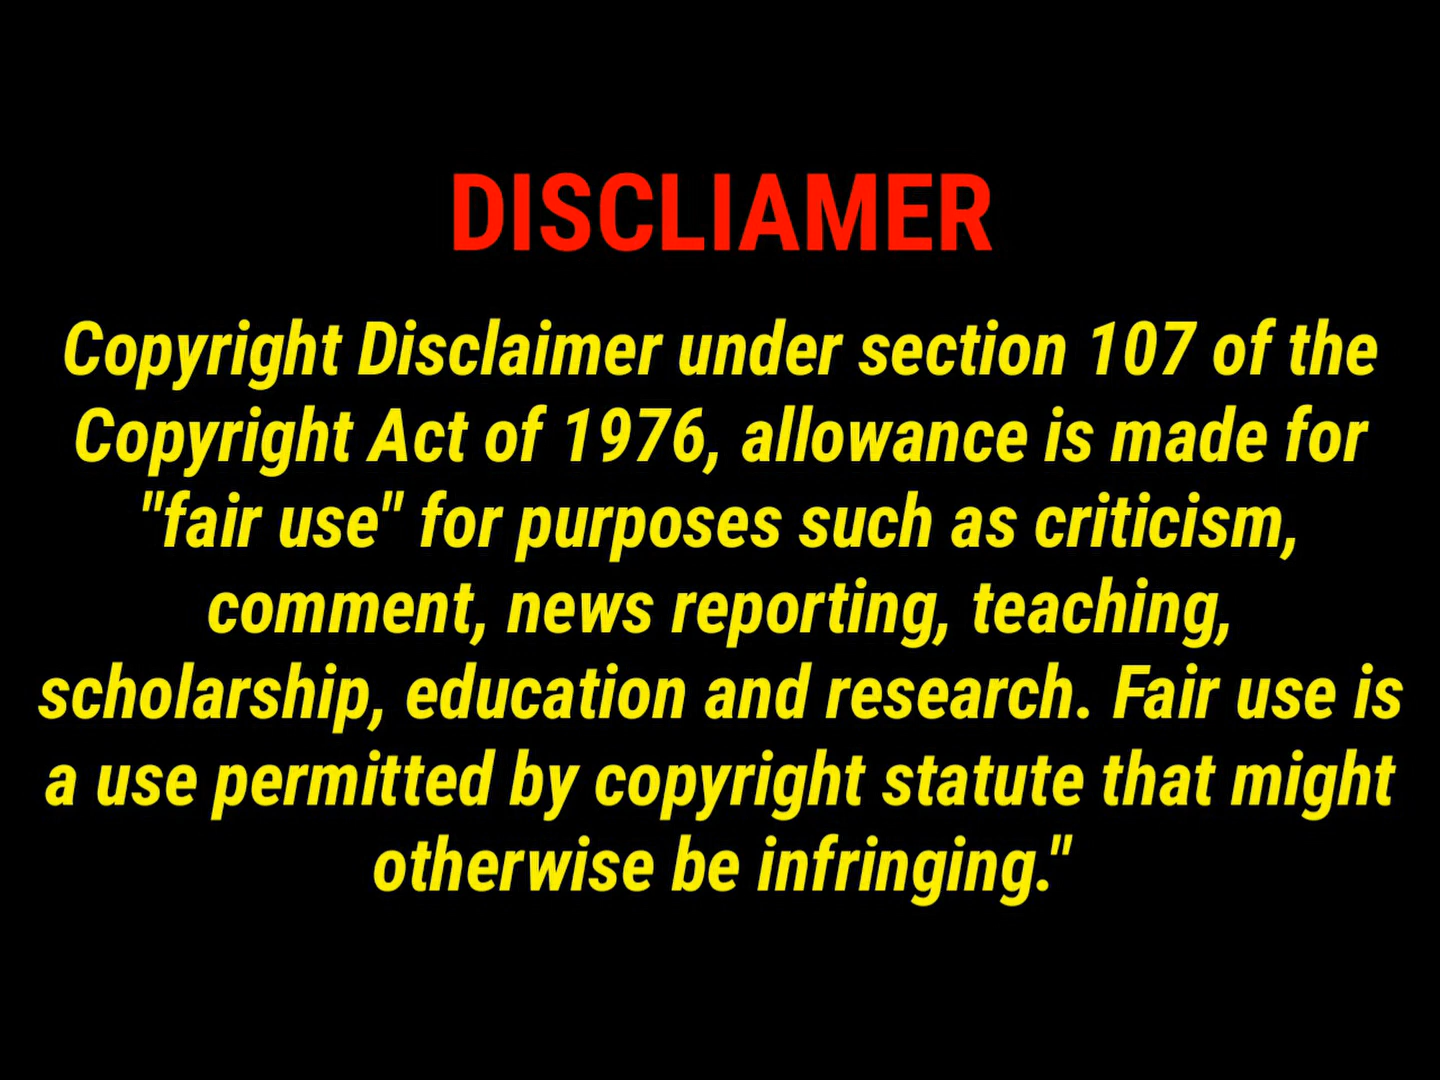 DISCLIAMER
Copyright Disclaimer under section 107 of the
Copyright Act of 1976, allowance is made for
"fair use" for purposes such as criticism,
comment, news reporting, teaching,
scholarship, education and research. Fair use is
a use permitted by copyright statute that might
otherwise be infringing."